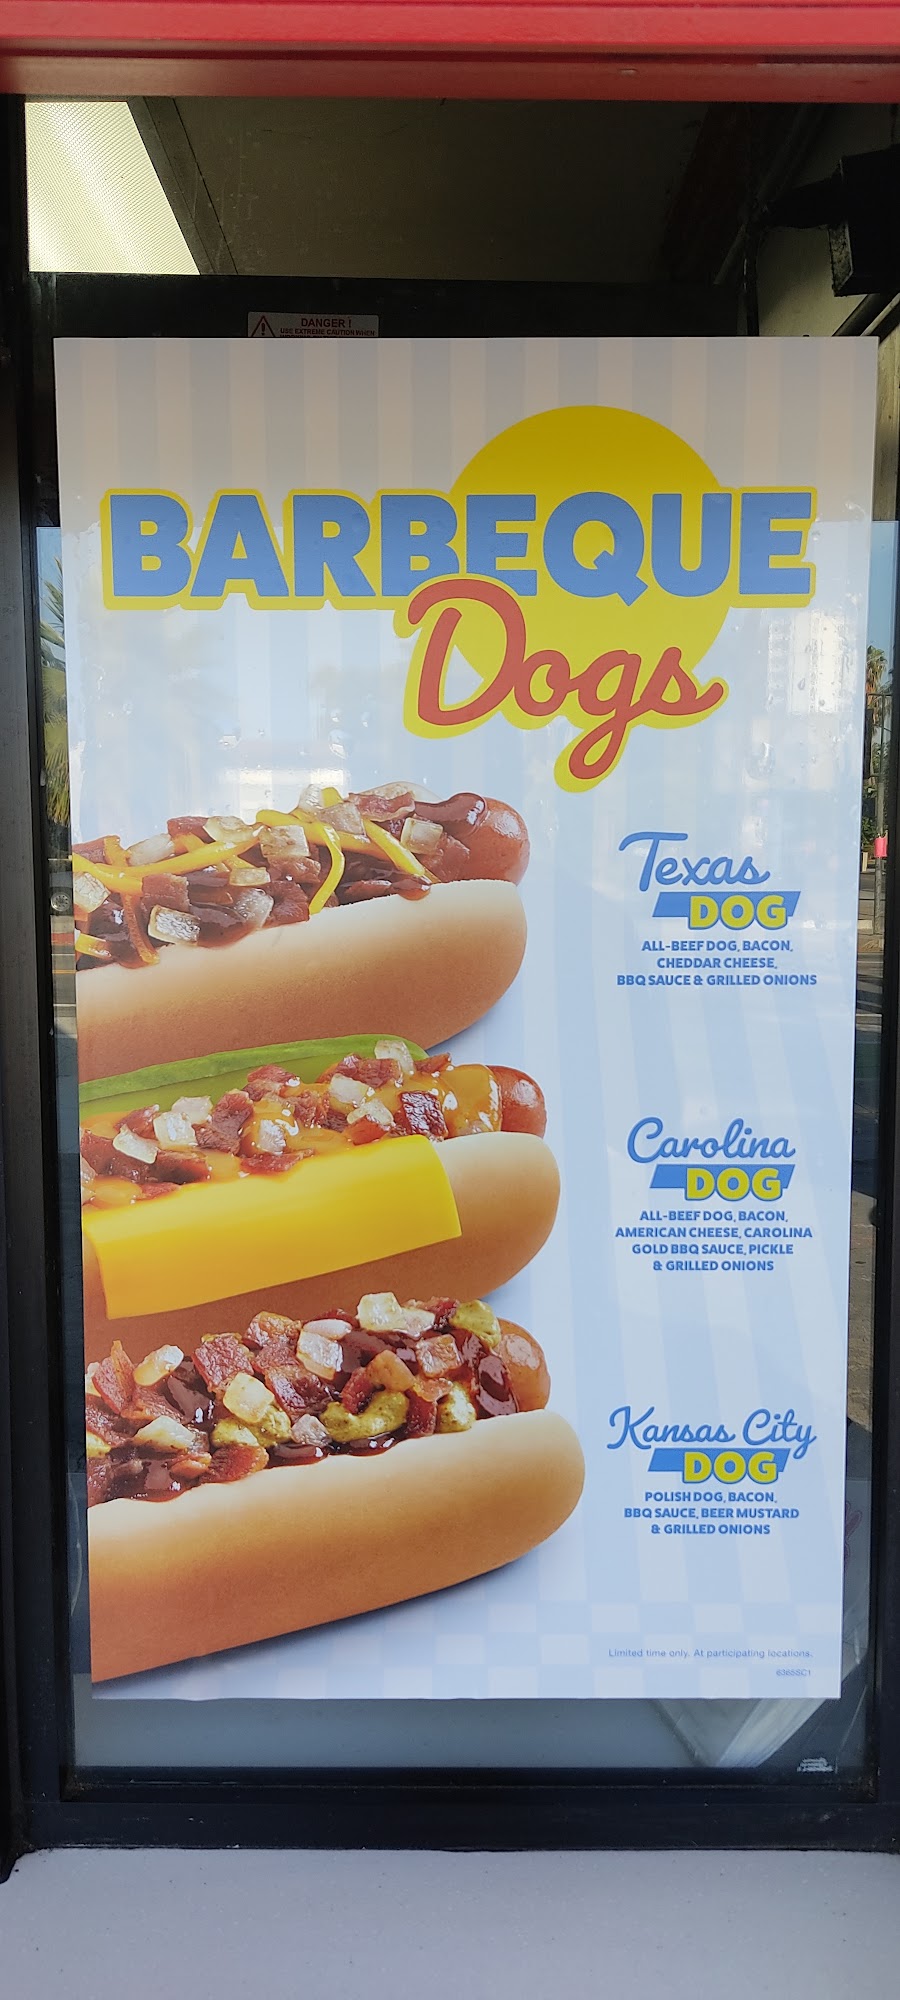 DANGER!
USE EXTREME CAUTION WHEN
BARBEQUE
Dogs
Texas
DOG
ALL-BEEF DOG, BACON,
CHEDDAR CHEESE,
BBQ SAUCE & GRILLED ONIONS
Carolina
DOG
ALL-BEEF DOG, BACON,
AMERICAN CHEESE, CAROLINA
GOLD BBQ SAUCE, PICKLE
& GRILLED ONIONS
Kansas City
DOG
POLISH DOG, BACON,
BBQ SAUCE, BEER MUSTARD
& GRILLED ONIONS
Limited time only. At participating locations.
6365SC1